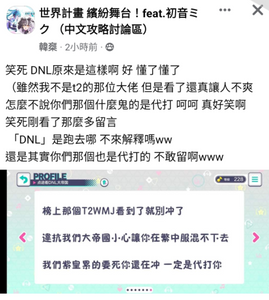 世界計畫 繽紛舞台！feat.初音ミ
ク （中文攻略討論區）
韓粲 · 2小時前 ·
笑死 DNL原來是這樣啊 好 懂了懂了
（雖然我不是t2的那位大佬 但是看了還真讓人不爽
怎麼不說你們那個什麼鬼的是代打 呵呵 真好笑啊
笑死剛看了那麼多留言
「DNL」是跑去哪 不來解釋嗎ww
還是其實你們那個也是代打的 不敢留啊www
PROFILE
228
榜上那個T2WMJ看到了就別沖了
違抗我們大帝國小心讓你在繁中服混不下去
我們紫皇累的要死你還在沖 一定是代打你